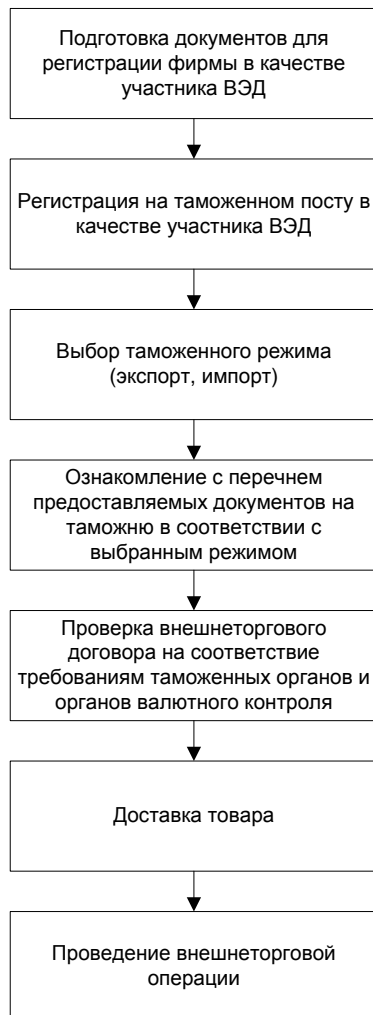 Подготовка документов для
регистрации фирмы в качестве
участника ВЭД
Регистрация на таможенном посту в
качестве участника ВЭД
Выбор таможенного режима
(экспорт, импорт)
Ознакомление с перечнем
предоставляемых документов на
таможню в соответствии с
выбранным режимом
Проверка внешнеторгового
договора на соответствие
требованиям таможенных органов и
органов валютного контроля
Доставка товара
Проведение внешнеторговой
операции